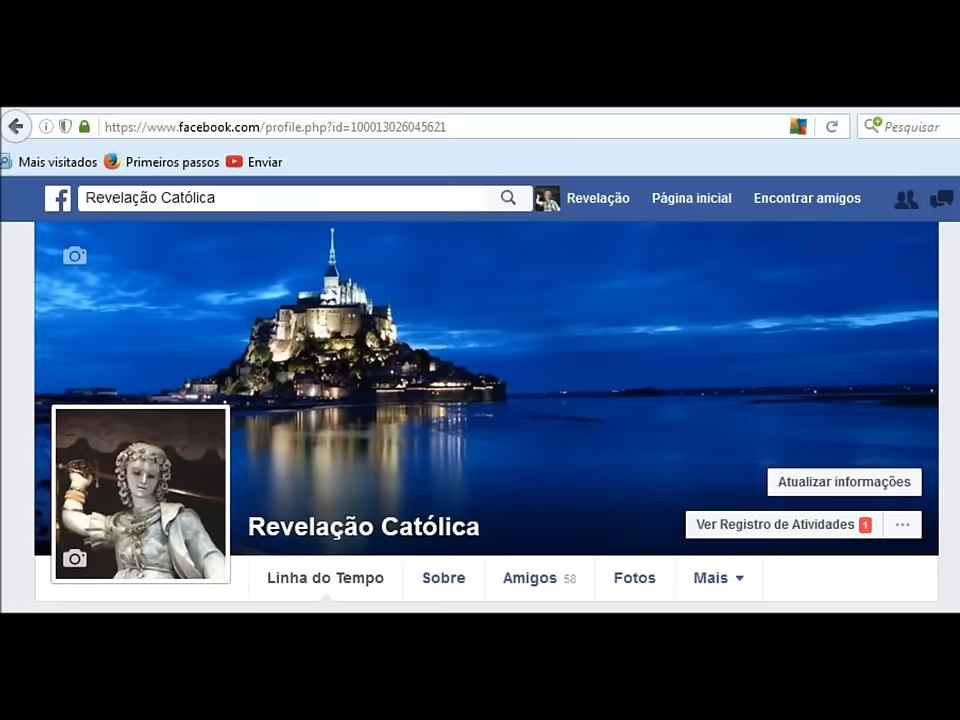 https://www.facebook.com/profile.php?id=100013026045621
Pesquisar
Mais visitados
Primeiros passos
Enviar
f
Revelação Católica
Revelação
Página inicial
Encontrar amigos
Atualizar informações
Revelação Católica
Ver Registro de Atividades 1
Linha do Tempo
Sobre
Amigos 58
Fotos
Mais